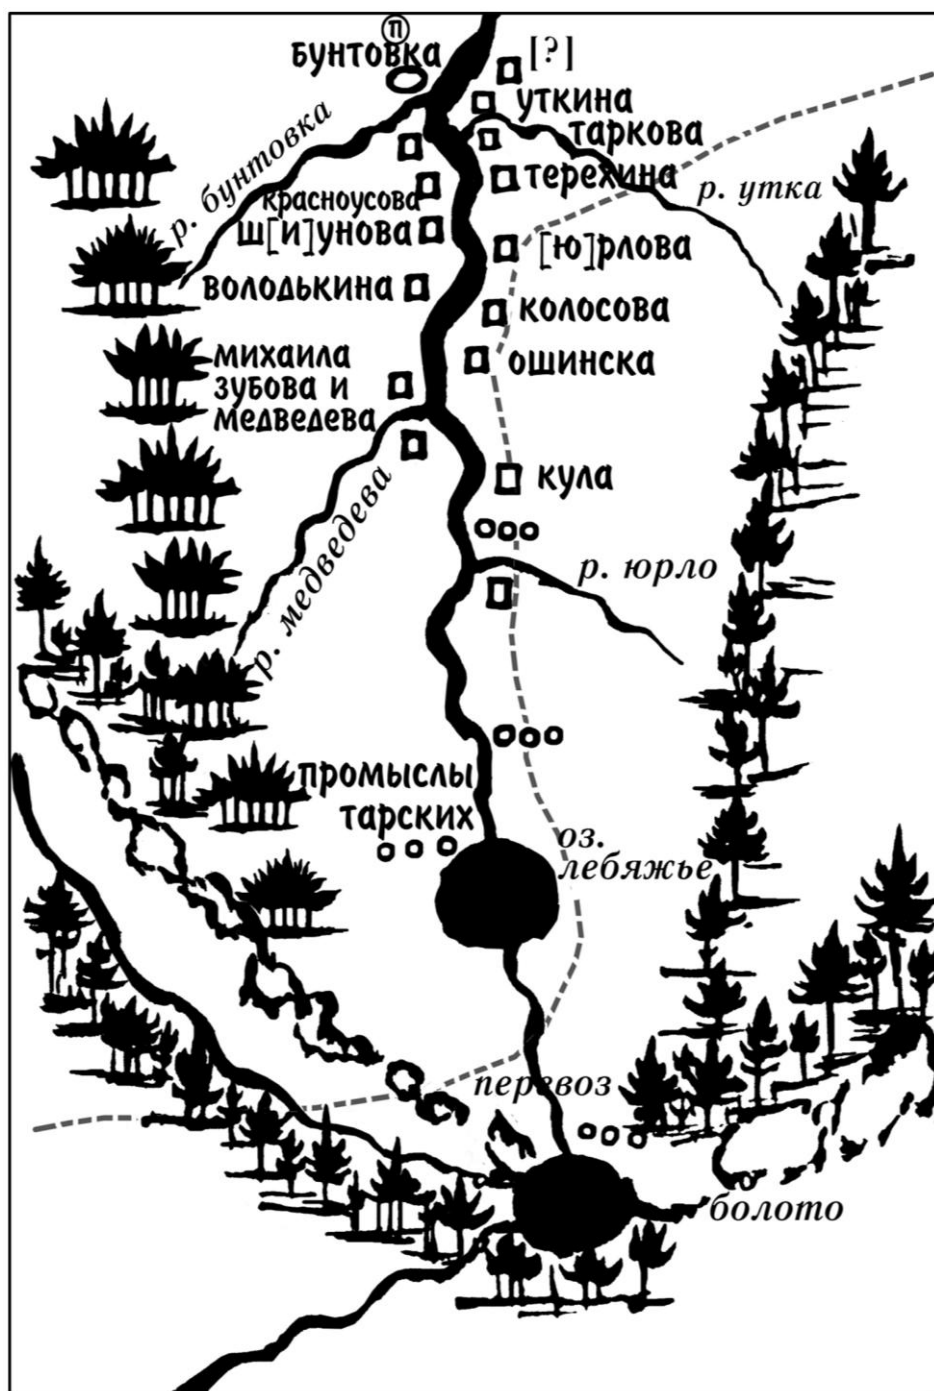 п
бунтовка
[?]
уткина
таркова
терехина
р. бунтовка
р. утка
красноусова
ш[и]унова
[ю]рлова
володькина
колосова
михаила
зубова и
медведева
ошинска
кула
р. медведева
р. юрло
промыслы
тарских
оз.
лебяжье
перевоз
болото